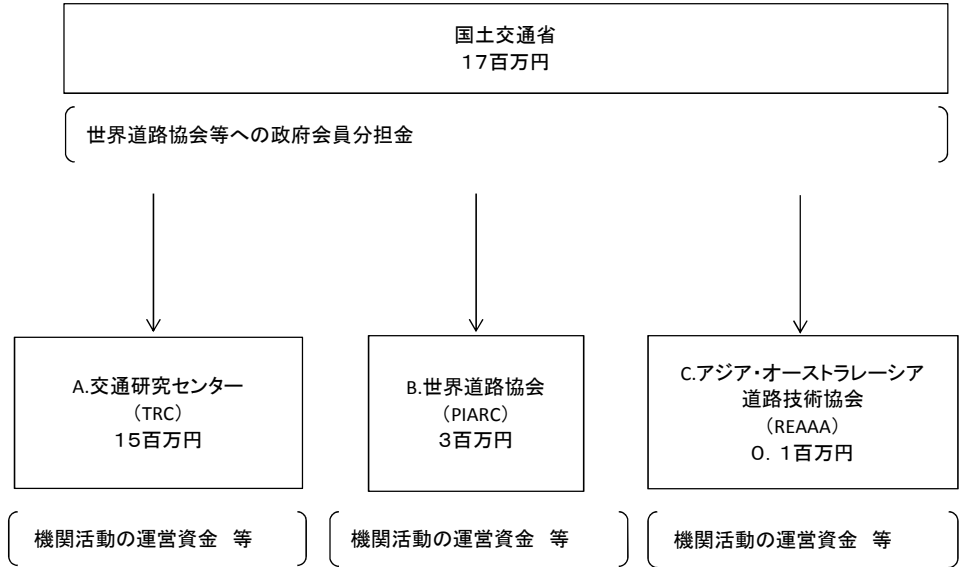 国土交通省
１７百万円
世界道路協会等への政府会員分担金
A.交通研究センター
（TRC）
１５百万円
B.世界道路協会
（PIARC）
３百万円
C.アジア・オーストラレーシア
道路技術協会
（REAAA）
０．１百万円
機関活動の運営資金　等
機関活動の運営資金　等
機関活動の運営資金　等